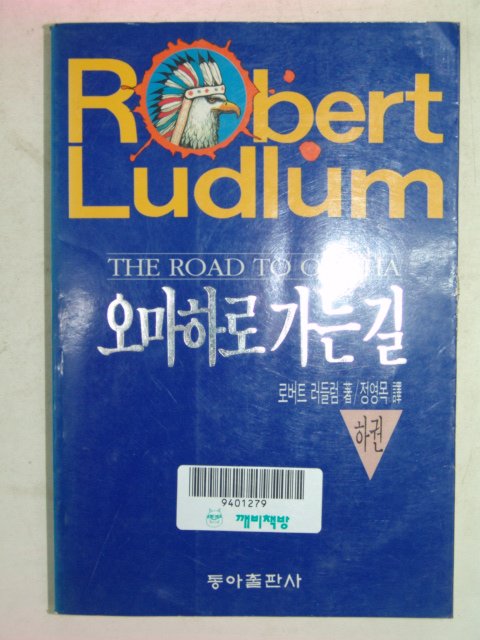 Robert
Ludlum
THE ROAD TO
오마하로 가는 길
로버트 러들럼 著/정영목 譯
하권
9401279
깨비책방
동아출판사